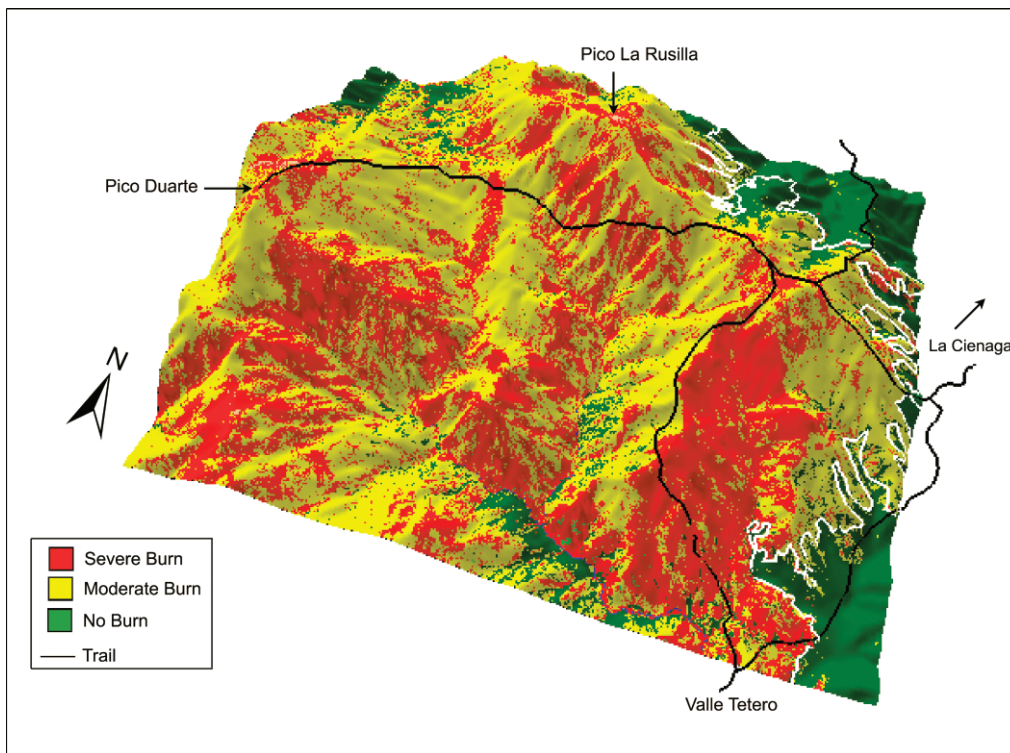 Pico La Rusilla
Pico Duarte
La Cienaga
N
Severe Burn
Moderate Burn
No Burn
Trail
Valle Tetero